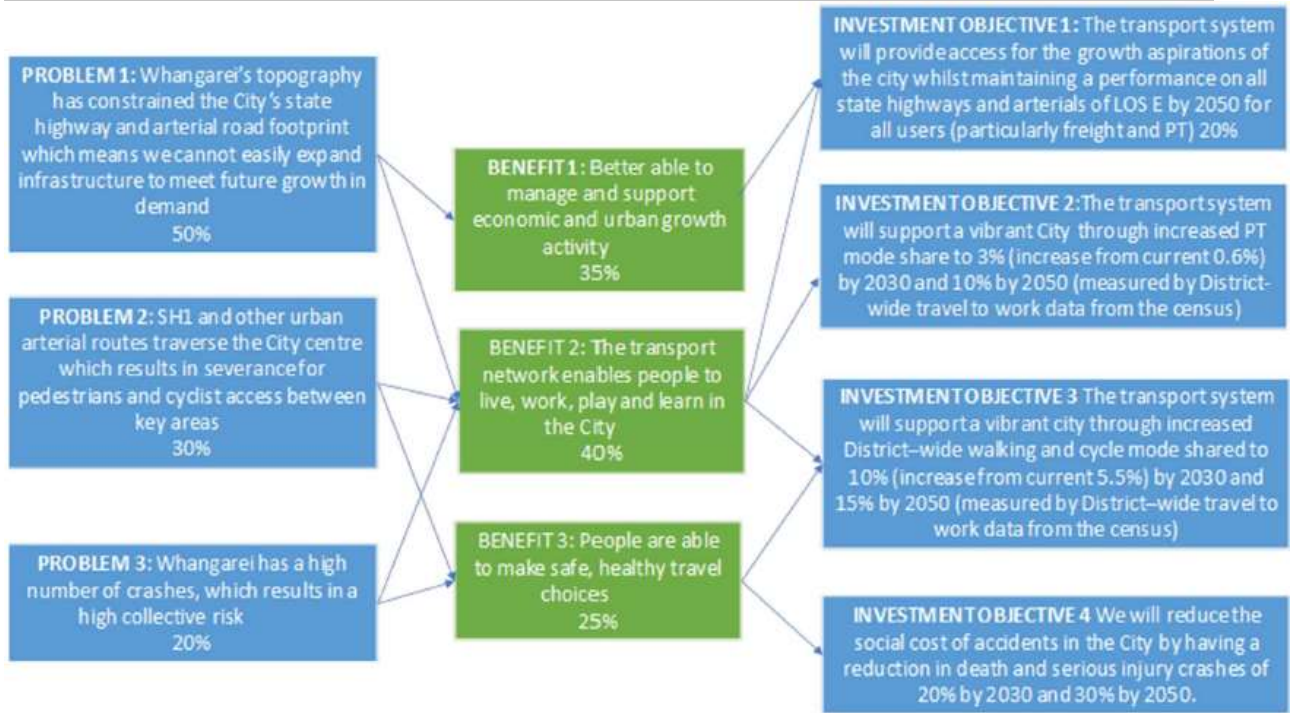 PROBLEM 1: Whangarei's topography
has constrained the City's state
highway and arterial road footprint
which means we cannot easily expand
infrastructure to meet future growth in
demand
50%
PROBLEM 2: SH1 and other urban
arterial routes traverse the City centre
which results in severance for
pedestrians and cyclist access between
key areas
30%
PROBLEM 3: Whangarei has a high
number of crashes, which results in a
high collective risk
20%
BENEFIT 1: Better able to
manage and support
economic and urban growth
activity
35%
BENEFIT 2: The transport
network enables people to
live, work, play and learn in
the City
40%
BENEFIT 3: People are able
to make safe, healthy travel
choices
25%
INVESTMENT OBJECTIVE 1: The transport system
will provide access for the growth aspirations of
the city whilst maintaining a performance on all
state highways and arterials of LOS E by 2050 for
all users (particularly freight and PT) 20%
INVESTMENT OBJECTIVE 2:The transport system
will support a vibrant City through increased PT
mode share to 3% (increase from current 0.6%)
by 2030 and 10% by 2050 (measured by District-
wide travel to work data from the census)
INVESTMENT OBJECTIVE 3 The transport system
will support a vibrant city through increased
District–wide walking and cycle mode shared to
10% (increase from current 5.5%) by 2030 and
15% by 2050 (measured by District–wide travel to
work data from the census)
INVESTMENT OBJECTIVE 4 We will reduce the
social cost of accidents in the City by having a
reduction in death and serious injury crashes of
20% by 2030 and 30% by 2050.